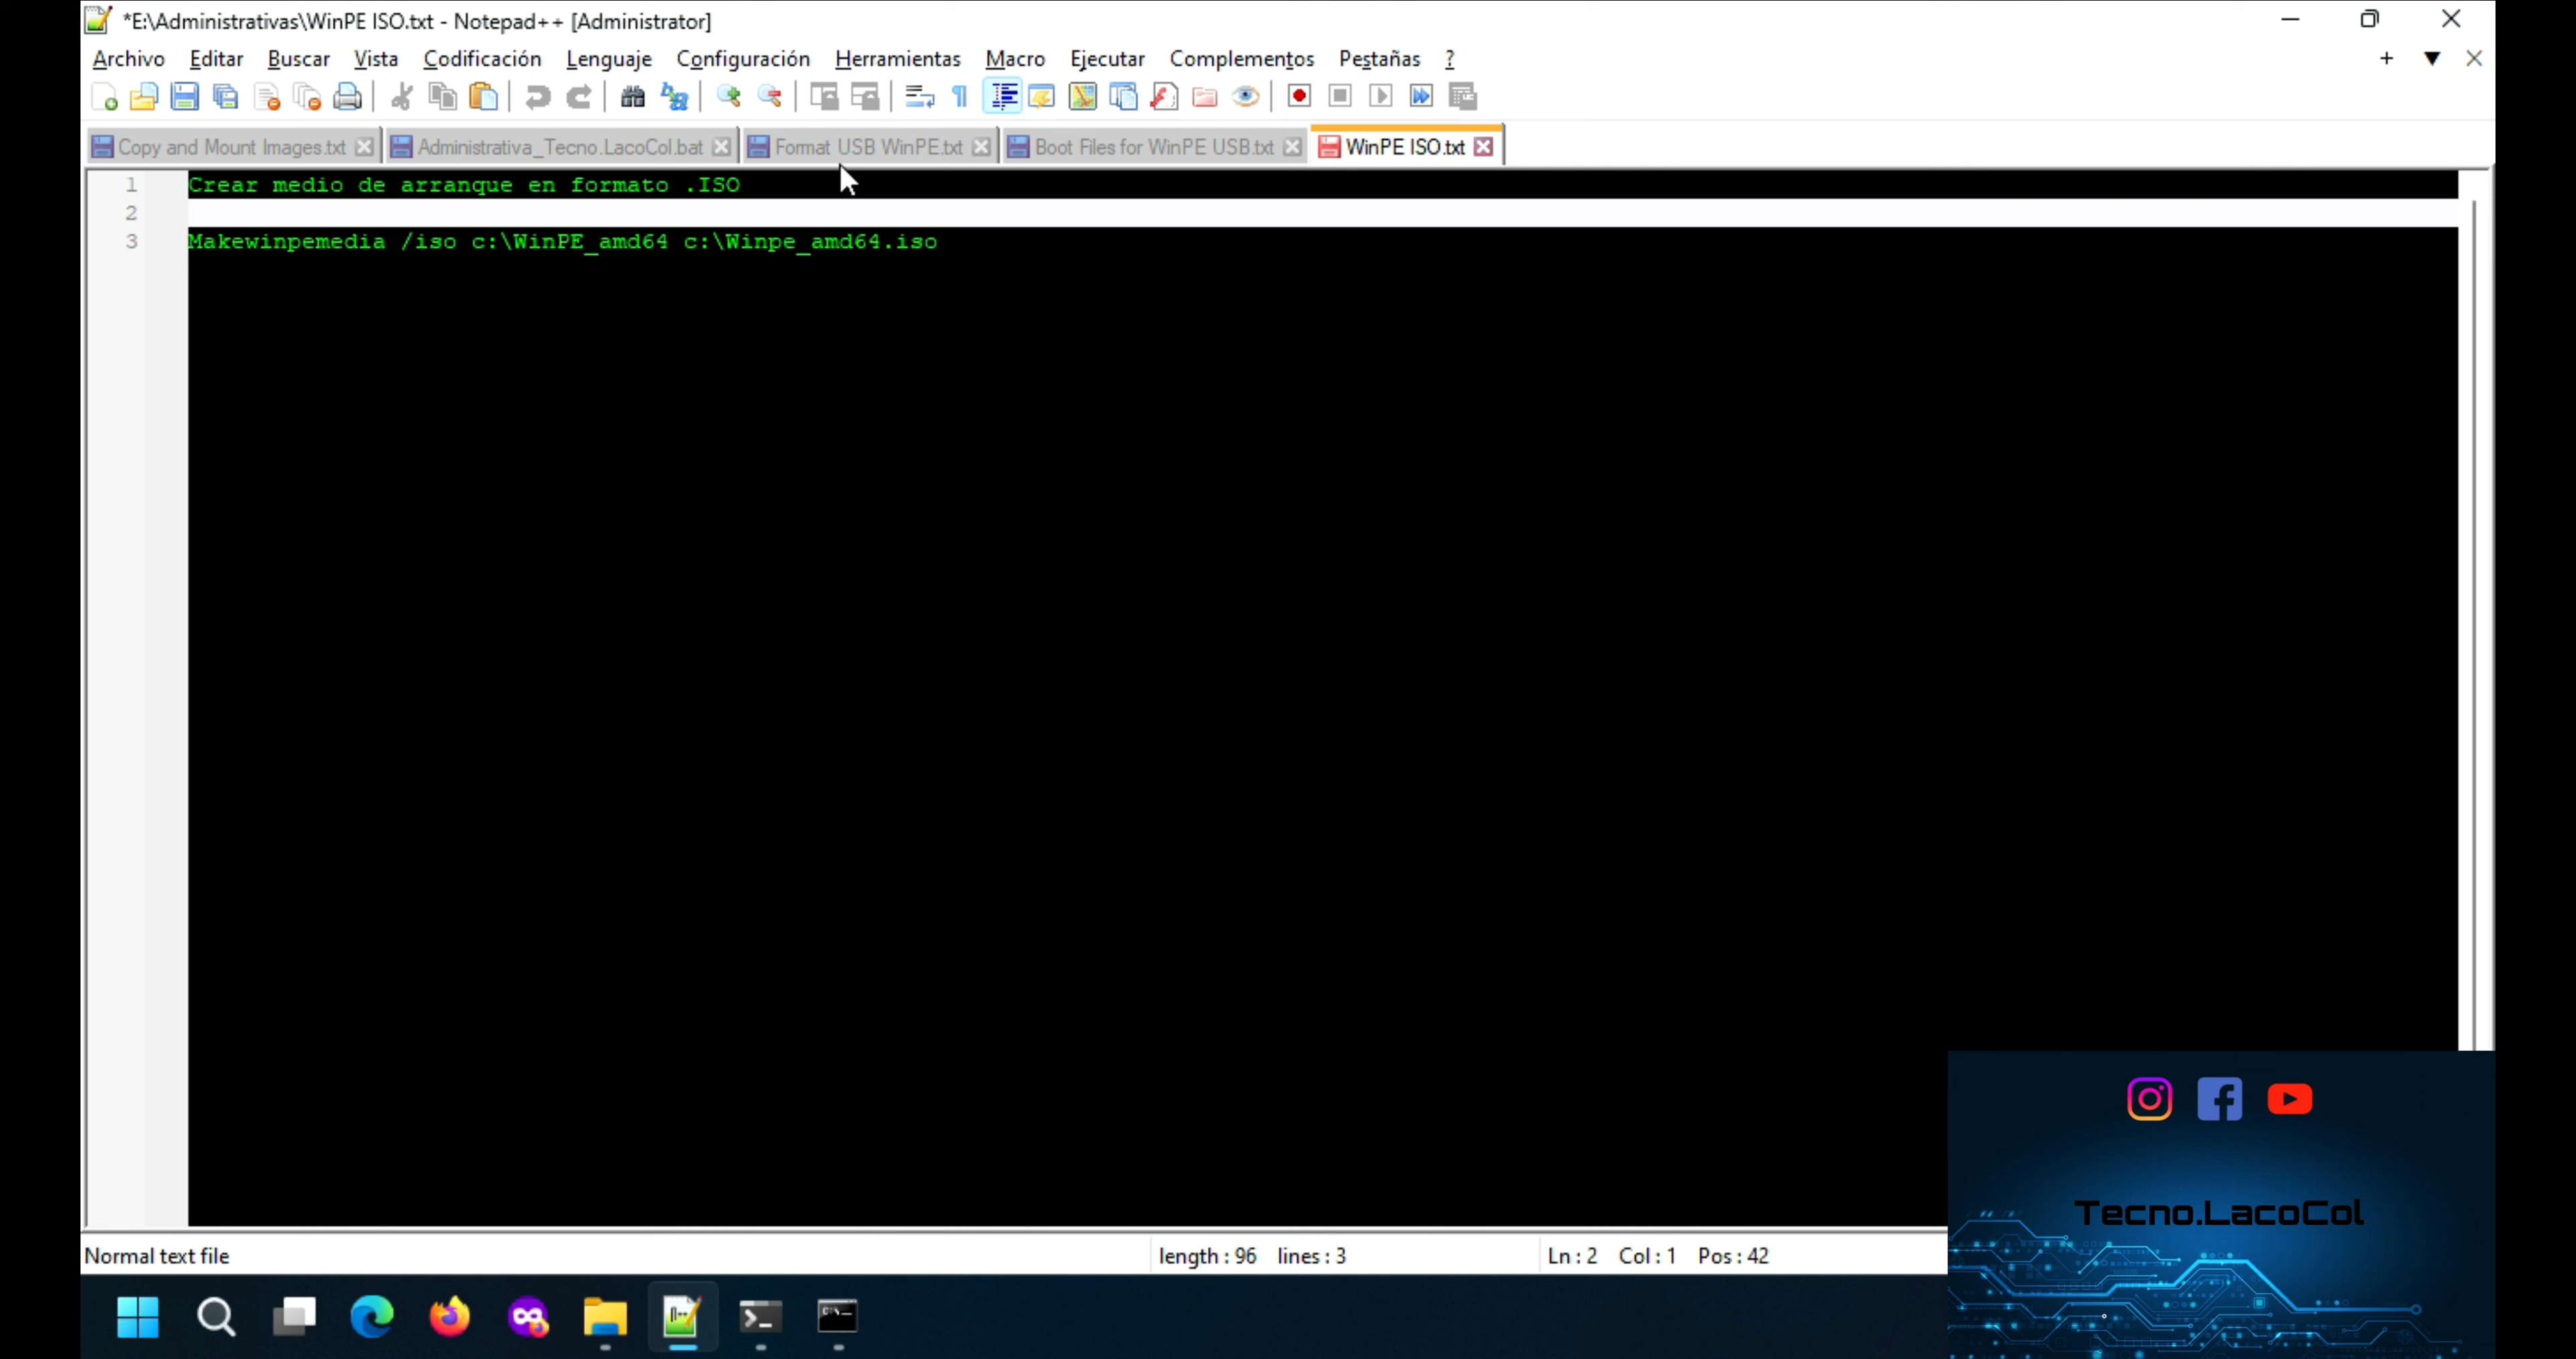 *E:\Administrativas\WinPE ISO.txt - Notepad++ [Administrator]
Archivo Editar Buscar Vista Codificación Lenguaje Configuración Herramientas Macro Ejecutar Complementos Pestañas ?
Copy and Mount Images.txt Administrativa_Tecno.LacoCol.bat Format USB WinPE.txt Boot Files for WinPE USB.txt WinPE ISO.txt
1 Crear medio de arranque en formato .ISO
2
3 Makewinpemedia /iso c:\WinPE_amd64 c:\Winpe_amd64.iso
Tecno.LacoCol
Normal text file length : 96 lines : 3 Ln : 2 Col : 1 Pos : 42